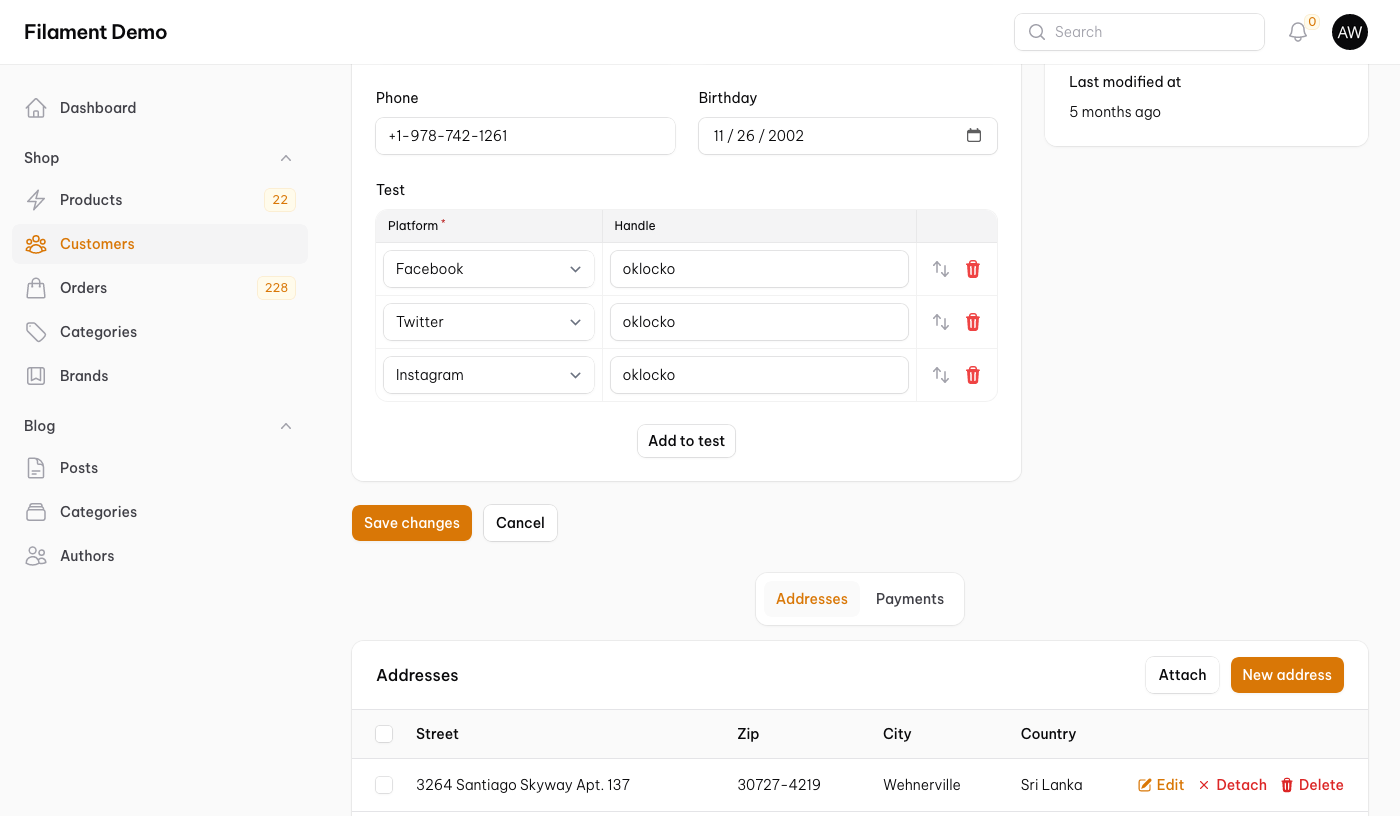 Filament Demo
Search
0
AW
Dashboard
Shop
Products
22
Customers
Orders
228
Categories
Brands
Blog
Posts
Categories
Authors
Phone
Birthday
+1-978-742-1261
11 / 26 / 2002
Test
Platform *
Handle
Facebook
oklocko
Twitter
oklocko
Instagram
oklocko
Add to test
Last modified at
5 months ago
Save changes
Cancel
Addresses
Payments
Addresses
Attach
New address
Street
Zip
City
Country
3264 Santiago Skyway Apt. 137
30727-4219
Wehnerville
Sri Lanka
Edit
Detach
Delete